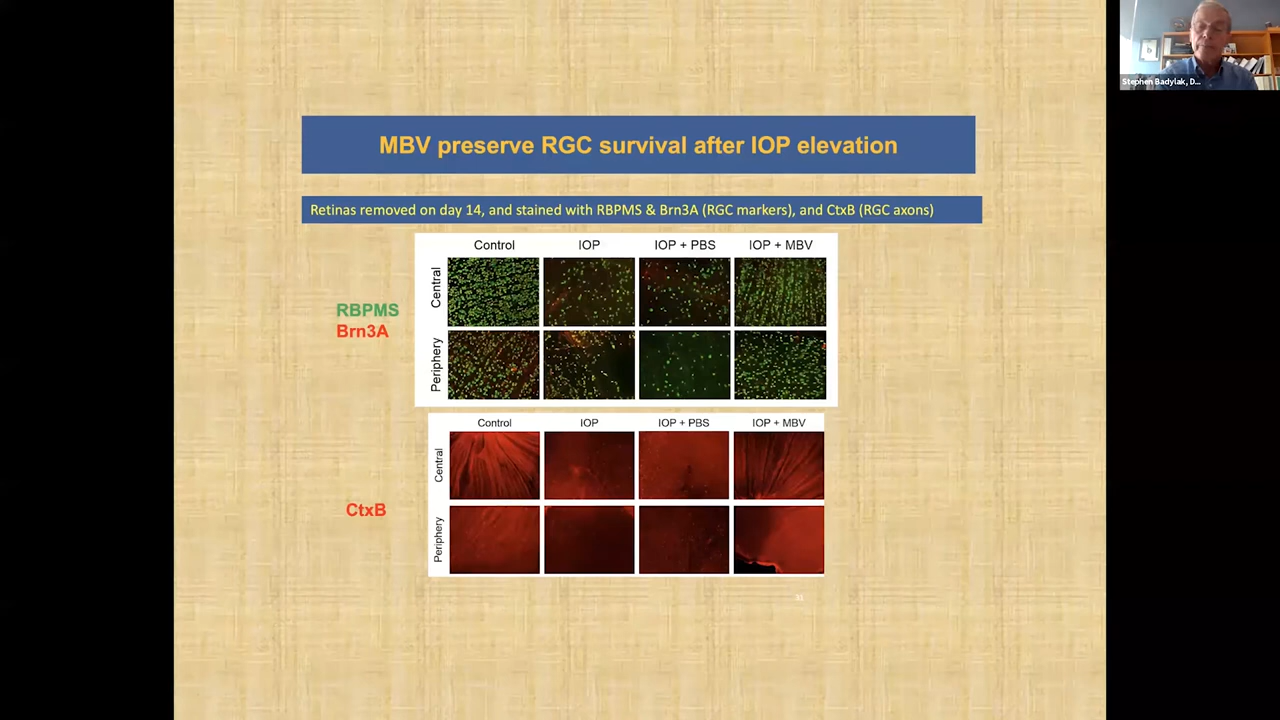 Stephen Badylak, D...
MBV preserve RGC survival after IOP elevation
Retinas removed on day 14, and stained with RBPMS & Brn3A (RGC markers), and CtxB (RGC axons)
Control IOP IOP + PBS IOP + MBV
Central
Periphery
RBPMS
Brn3A
Control IOP IOP + PBS IOP + MBV
Central
Periphery
CtxB